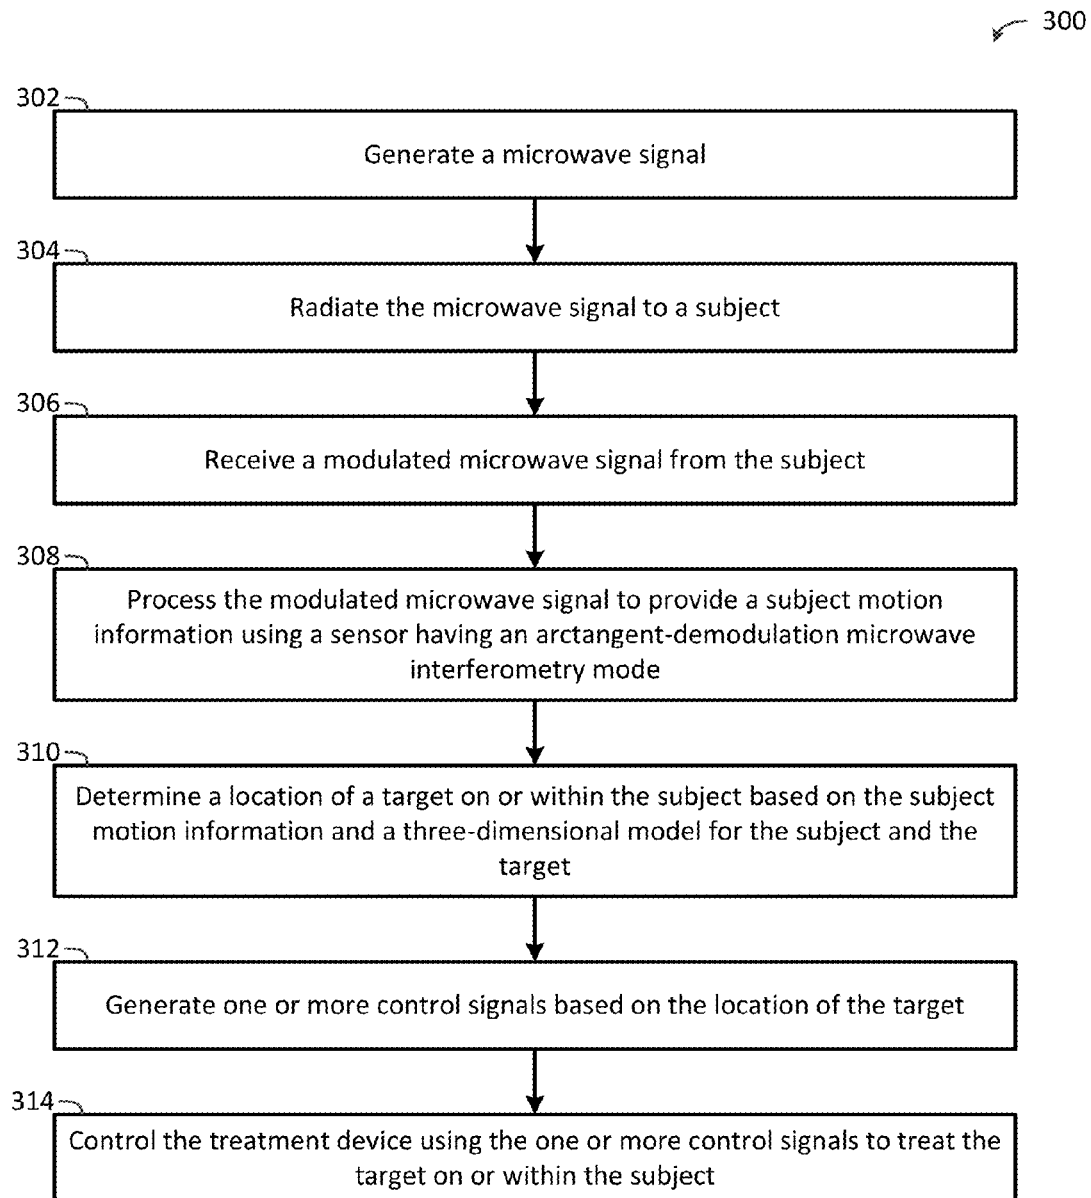 300
302
Generate a microwave signal
304
Radiate the microwave signal to a subject
306
Receive a modulated microwave signal from the subject
308
Process the modulated microwave signal to provide a subject motion
information using a sensor having an arctangent-demodulation microwave
interferometry mode
310
Determine a location of a target on or within the subject based on the subject
motion information and a three-dimensional model for the subject and the
target
312
Generate one or more control signals based on the location of the target
314
Control the treatment device using the one or more control signals to treat the
target on or within the subject